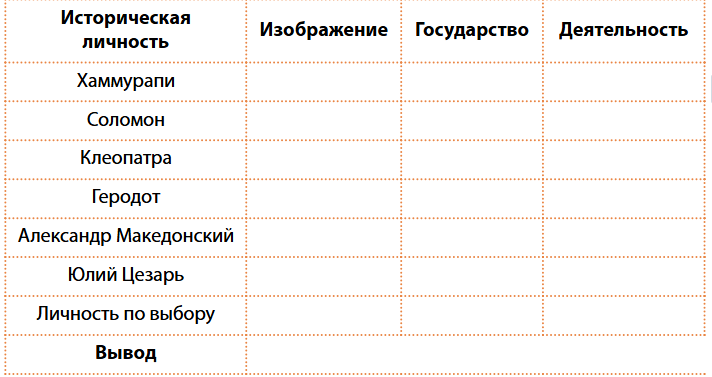 Историческая
личность
Изображение
Государство
Деятельность
Хаммурапи
Соломон
Клеопатра
Геродот
Александр Македонский
Юлий Цезарь
Личность по выбору
Вывод